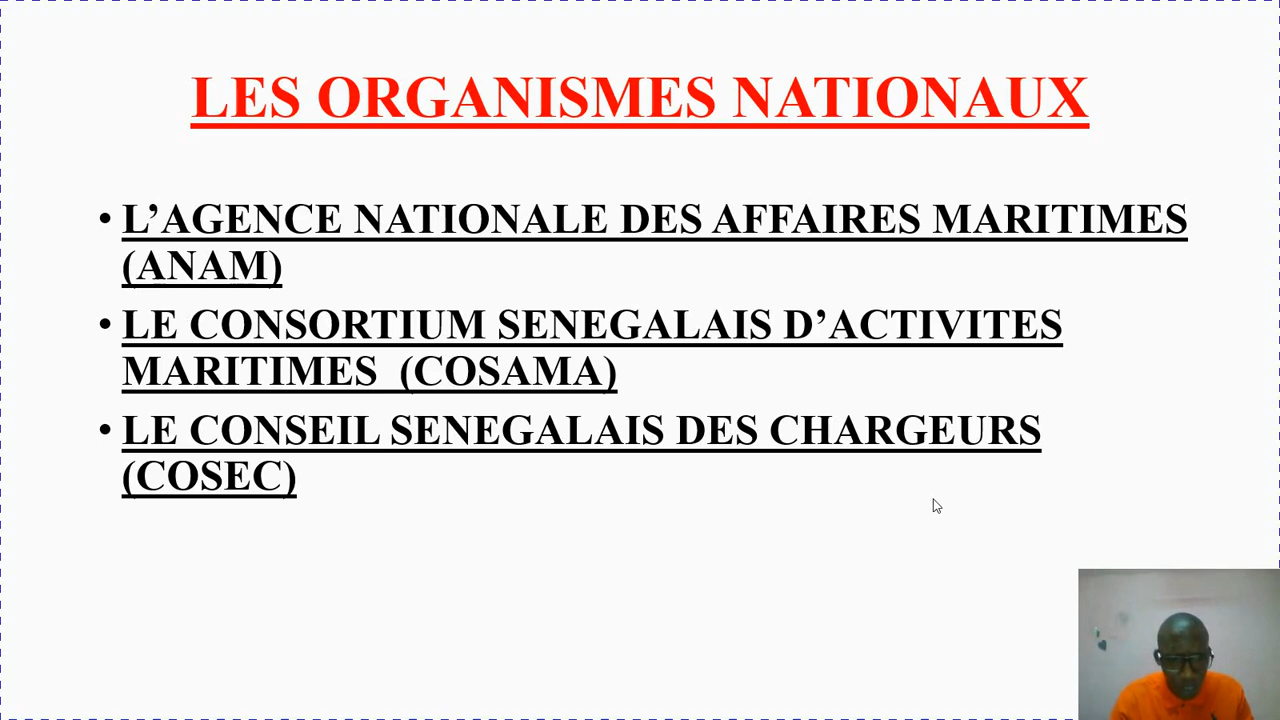 LES ORGANISMES NATIONAUX
• L’AGENCE NATIONALE DES AFFAIRES MARITIMES
(ANAM)
• LE CONSORTIUM SENEGALAIS D’ACTIVITES
MARITIMES (COSAMA)
• LE CONSEIL SENEGALAIS DES CHARGEURS
(COSEC)